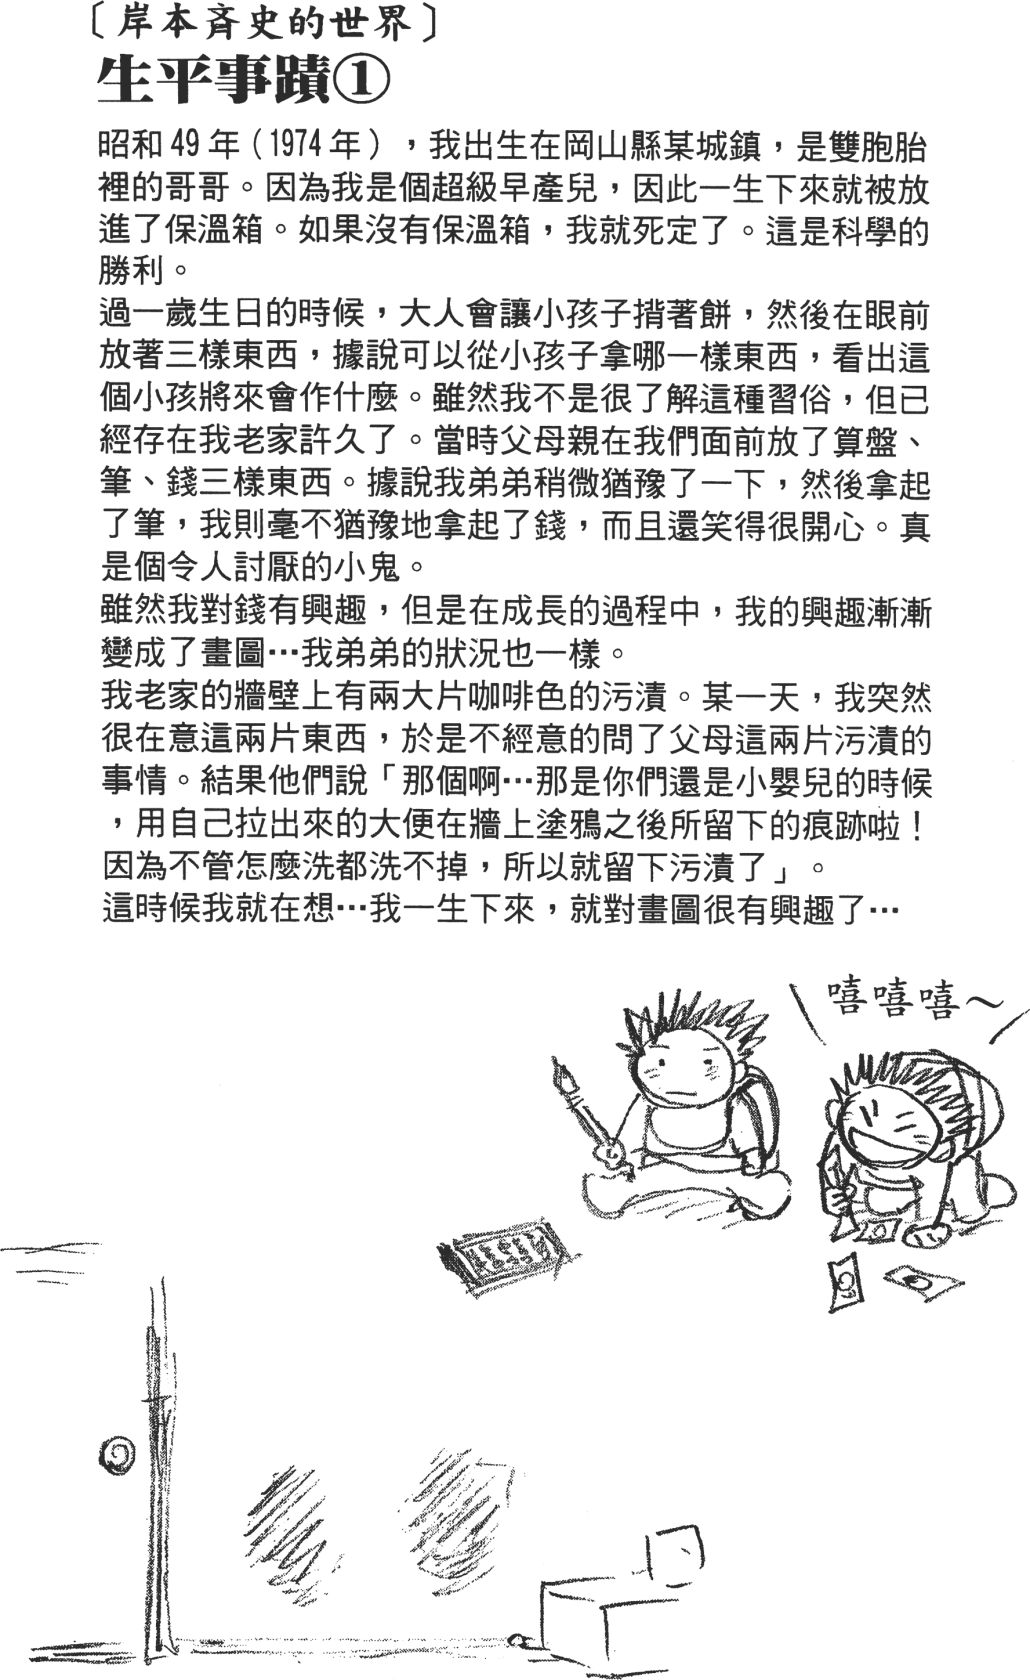 〔岸本斉史的世界〕
生平事蹟①
昭和49年（1974年），我出生在岡山縣某城鎮，是雙胞胎
裡的哥哥。因為我是個超級早產兒，因此一生下來就被放
進了保溫箱。如果沒有保溫箱，我就死定了。這是科學的
勝利。
過一歲生日的時候，大人會讓小孩子揹著餅，然後在眼前
放著三樣東西，據說可以從小孩子拿哪一樣東西，看出這
個小孩將來會作什麼。雖然我不是很了解這種習俗，但已
經存在我老家許久了。當時父母親在我們面前放了算盤、
筆、錢三樣東西。據說我弟弟稍微猶豫了一下，然後拿起
了筆，我則毫不猶豫地拿起了錢，而且還笑得很開心。真
是個令人討厭的小鬼。
雖然我對錢有興趣，但是在成長的過程中，我的興趣漸漸
變成了畫圖…我弟弟的狀況也一樣。
我老家的牆壁上有兩大片咖啡色的污漬。某一天，我突然
很在意這兩片東西，於是不經意的問了父母這兩片污漬的
事情。結果他們說「那個啊…那是你們還是小嬰兒的時候
，用自己拉出來的大便在牆上塗鴉之後所留下的痕跡啦！
因為不管怎麼洗都洗不掉，所以就留下污漬了」。
這時候我就在想…我一生下來，就對畫圖很有興趣了…
嘻嘻嘻～